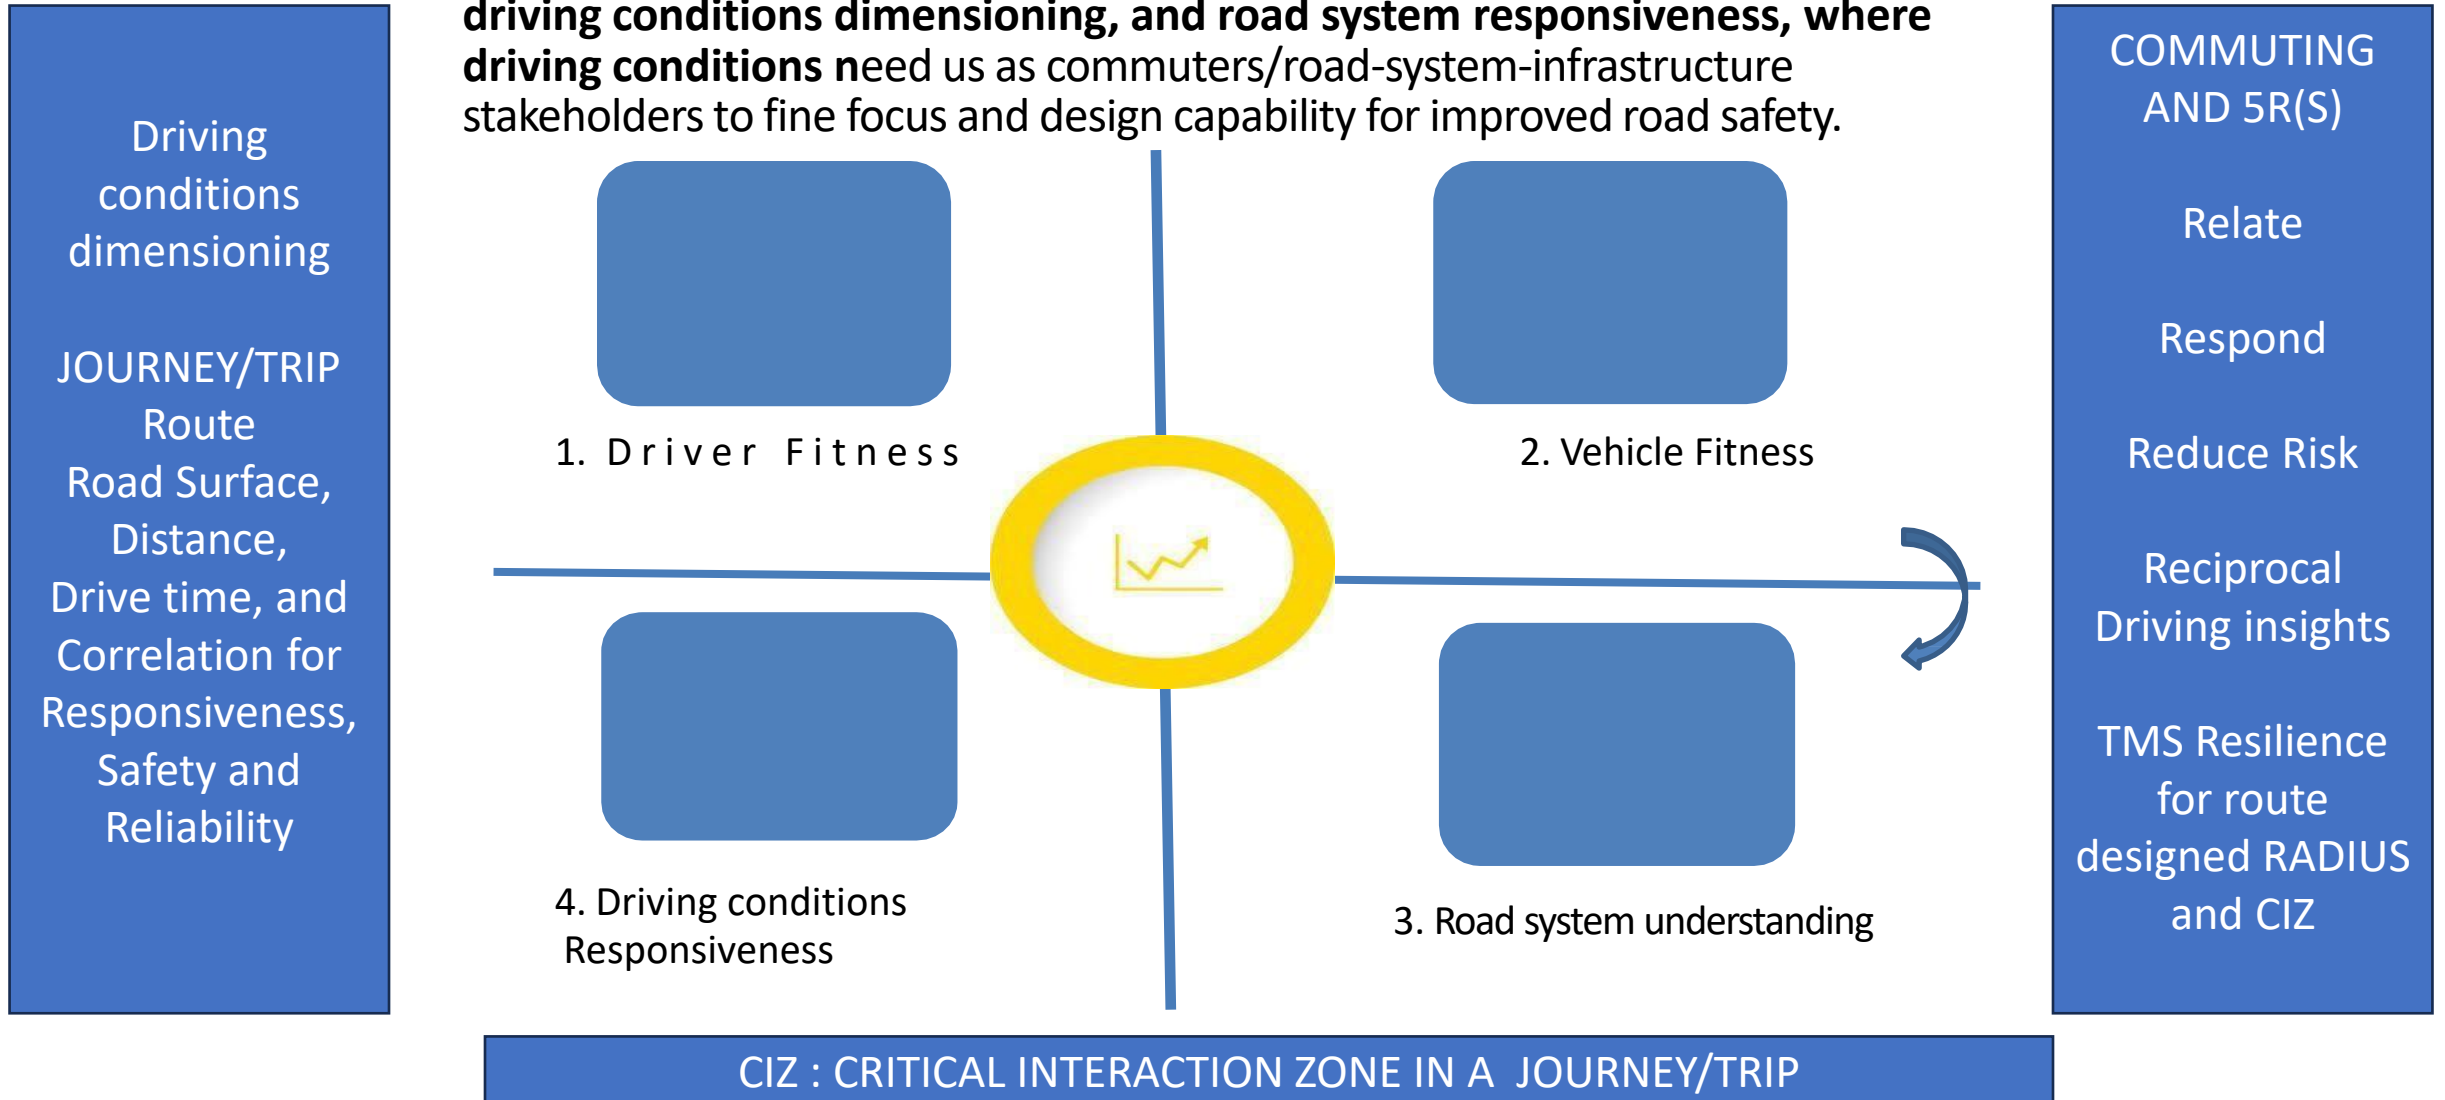 driving conditions dimensioning, and road system responsiveness, where
driving conditions need us as commuters/road-system-infrastructure
stakeholders to fine focus and design capability for improved road safety.
Driving
conditions
dimensioning
JOURNEY/TRIP
Route
Road Surface,
Distance,
Drive time, and
Correlation for
Responsiveness,
Safety and
Reliability
1. Driver Fitness
2. Vehicle Fitness
4. Driving conditions
Responsiveness
3. Road system understanding
COMMUTING
AND 5R(S)
Relate
Respond
Reduce Risk
Reciprocal
Driving insights
TMS Resilience
for route
designed RADIUS
and CIZ
CIZ : CRITICAL INTERACTION ZONE IN A JOURNEY/TRIP